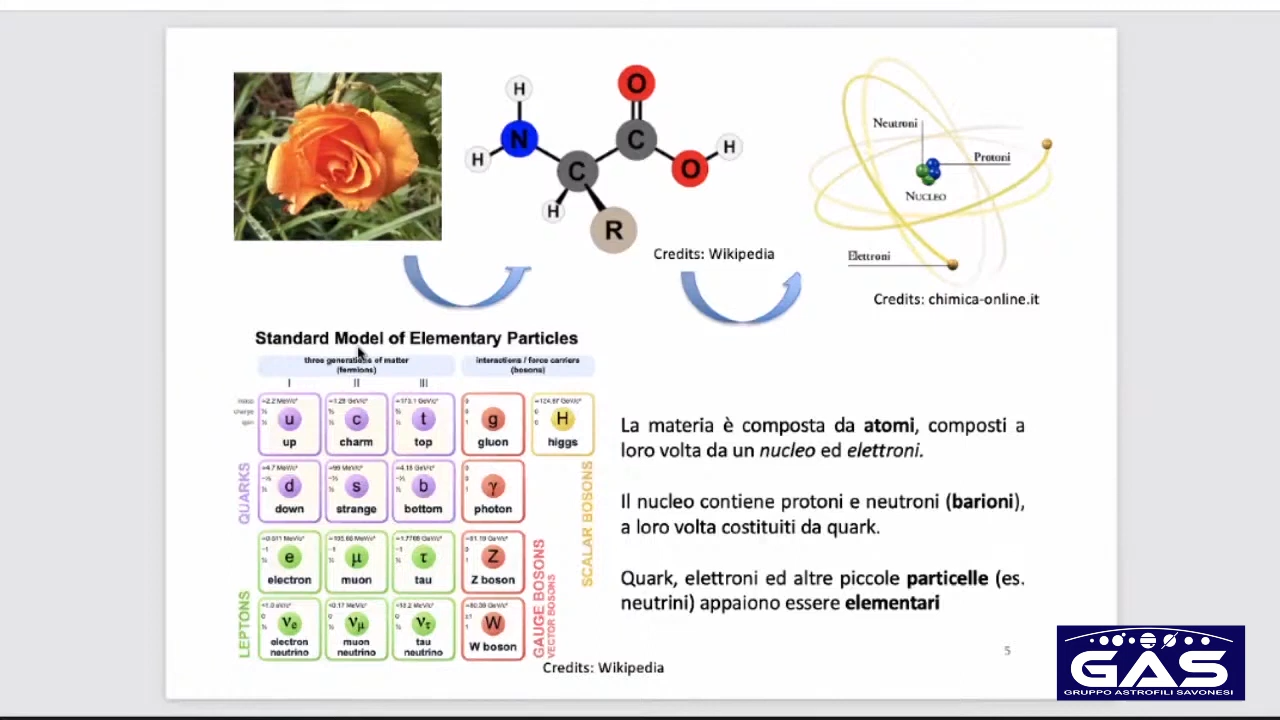 H
O
N
C
H
H
C
O
H
R
Credits: Wikipedia
Neutroni
Protoni
NUCLEO
Elettroni
Credits: chimica-online.it
Standard Model of Elementary Particles
three generations of matter
(fermions)
interactions / force carriers
(bosons)
I II III
mass
charge
spin
u c t g H
up charm top gluon higgs
d s b γ
down strange bottom photon
e μ τ Z
electron muon tau Z boson
νe νμ ντ W
electron neutrino muon neutrino tau neutrino W boson
QUARKS
LEPTONS
GAUGE BOSONS
VECTOR BOSONS
SCALAR BOSONS
Credits: Wikipedia
La materia è composta da atomi, composti a
loro volta da un nucleo ed elettroni.
Il nucleo contiene protoni e neutroni (barioni),
a loro volta costituiti da quark.
Quark, elettroni ed altre piccole particelle (es.
neutrini) appaiono essere elementari
5
GAS
GRUPPO ASTROFILI SAVONESI